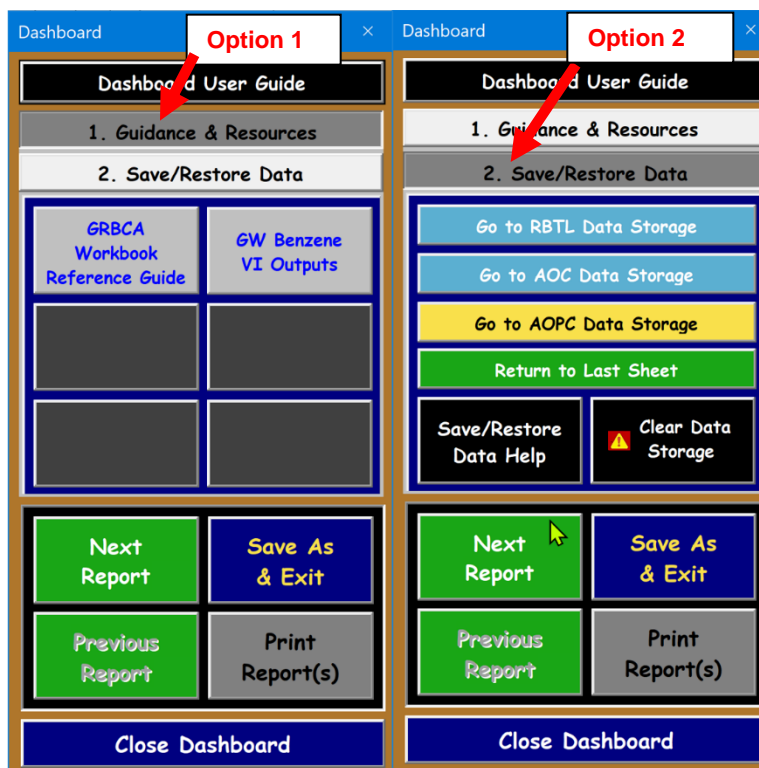 Dashboard
Option 1
Dashboard User Guide
1. Guidance & Resources
2. Save/Restore Data
GRBCA
Workbook
Reference Guide
GW Benzene
VI Outputs
Next
Report
Save As
& Exit
Previous
Report
Print
Report(s)
Close Dashboard
Dashboard
Option 2
Dashboard User Guide
1. Guidance & Resources
2. Save/Restore Data
Go to RBTL Data Storage
Go to AOC Data Storage
Go to AOPC Data Storage
Return to Last Sheet
Save/Restore
Data Help
Clear Data
Storage
Next
Report
Save As
& Exit
Previous
Report
Print
Report(s)
Close Dashboard